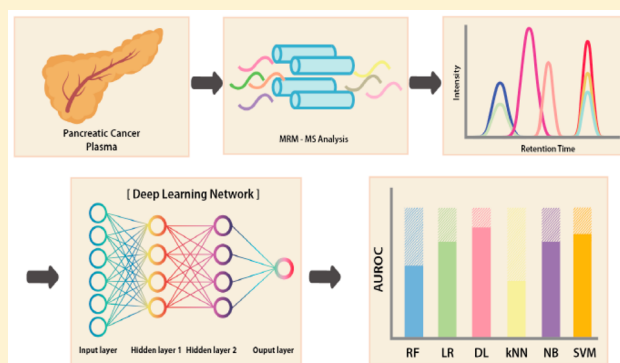 Pancreatic Cancer
Plasma
MRM - MS Analysis
Intensity
Retention Time
[ Deep Learning Network ]
Input layer Hidden layer 1 Hidden layer 2 Ouput layer
AUROC
RF LR DL kNN NB SVM